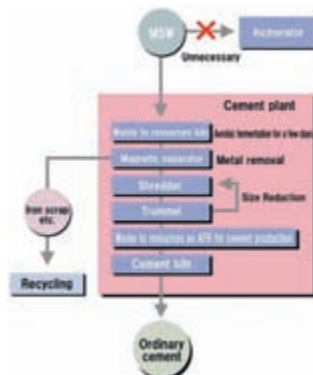 MSW
Incinerator
Unnecessary
Cement plant
Waste to resources kiln
Aerobic fermentation for a few days
Magnetic separator
Metal removal
Shredder
Size Reduction
Trommel
Iron scrap
etc.
Waste to resources as AFR for cement production
Recycling
Cement kiln
Ordinary
cement